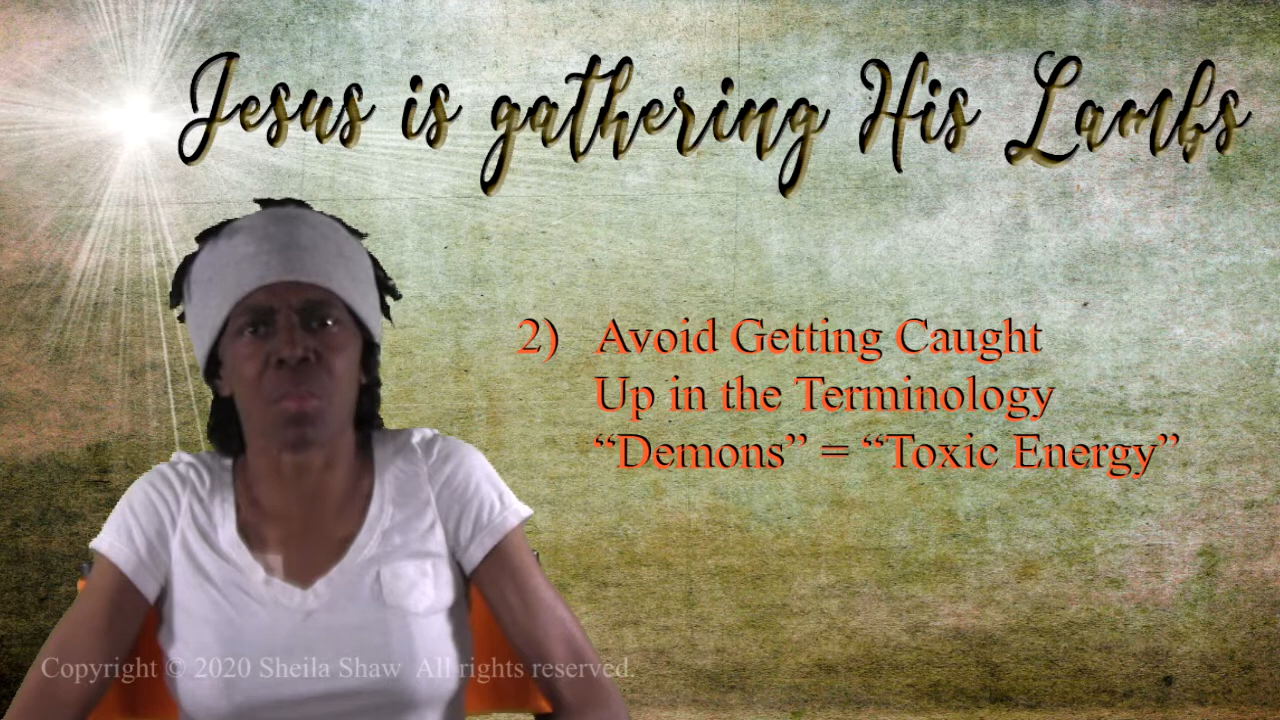 Jesus is gathering His Lambs
2) Avoid Getting Caught
Up in the Terminology
“Demons” = “Toxic Energy”
Copyright © 2020 Sheila Shaw All rights reserved.